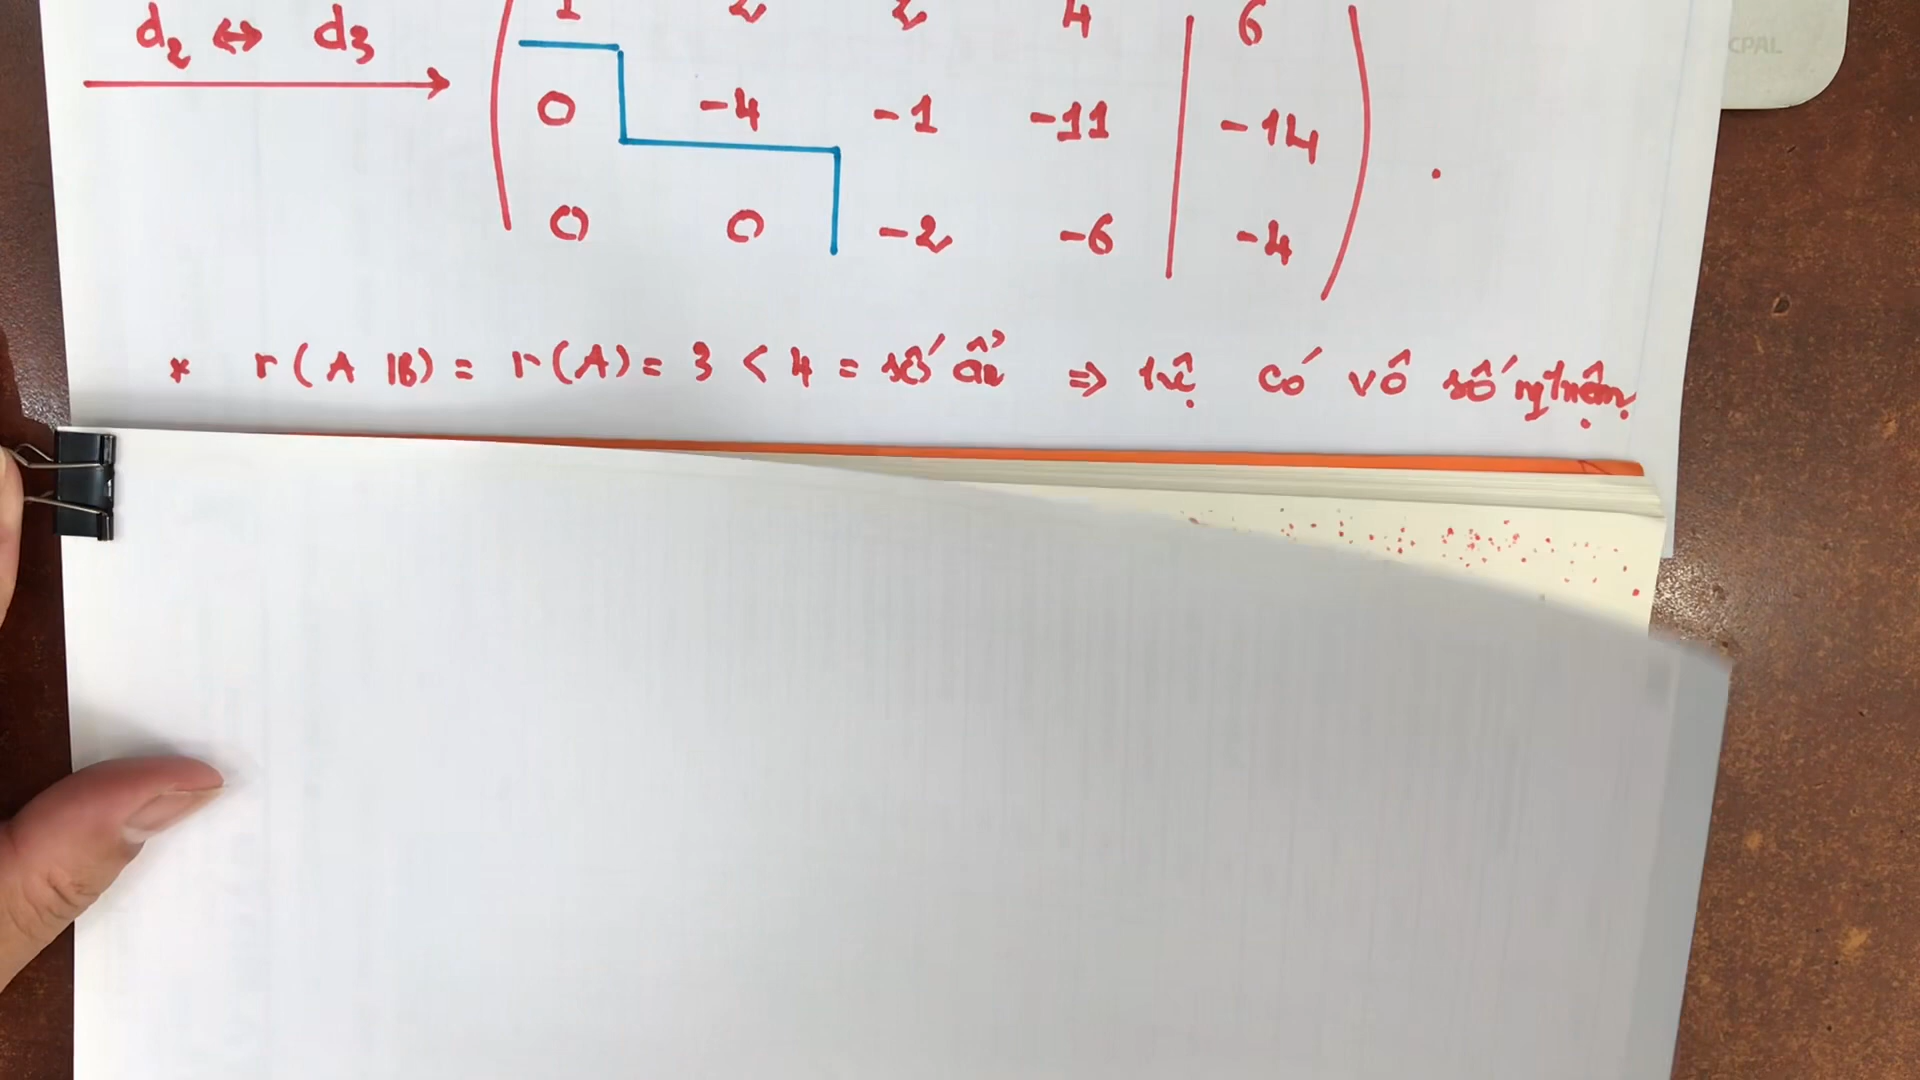 CPAL
d2 ↔ d3
1 2 2 4 | 6
0 -4 -1 -11 | -14
0 0 -2 -6 | -4
* r(A|B) = r(A) = 3 < 4 = số ẩn ⇒ hệ có vô số nghiệm.